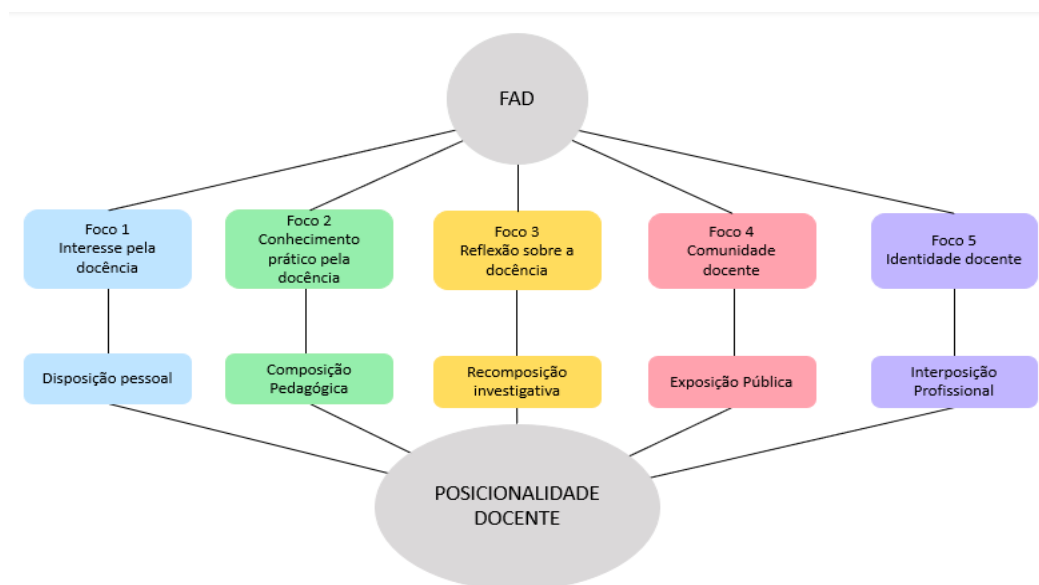 FAD
Foco 1
Interesse pela
docência
Foco 2
Conhecimento
prático pela
docência
Foco 3
Reflexão sobre a
docência
Foco 4
Comunidade
docente
Foco 5
Identidade docente
Disposição pessoal
Composição
Pedagógica
Recomposição
investigativa
Exposição Pública
Interposição
Profissional
POSICIONALIDADE
DOCENTE